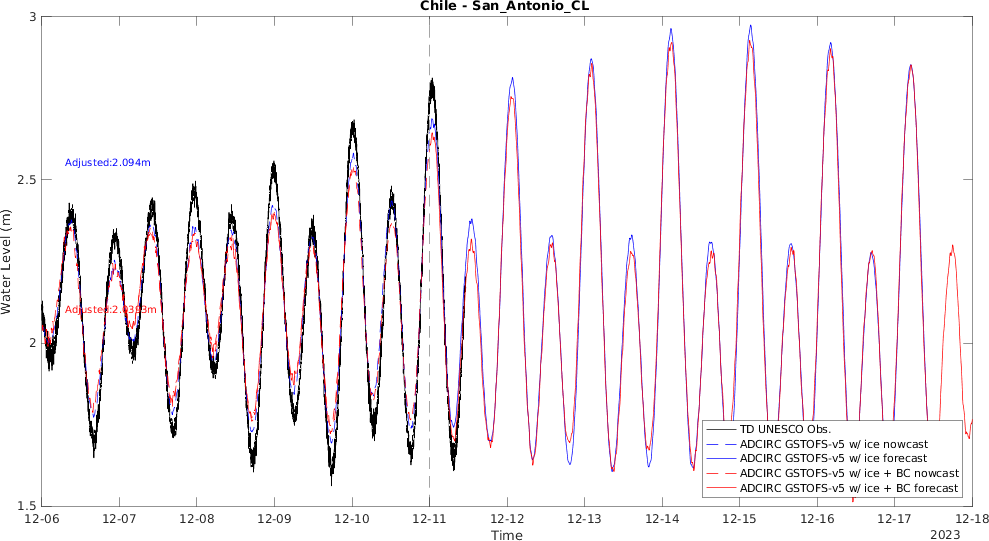 Chile - San_Antonio_CL
3
2.5
2
1.5
Water Level (m)
Adjusted:2.094m
TD UNESCO Obs.
ADCIRC GSTOFS-v5 w/ ice nowcast
ADCIRC GSTOFS-v5 w/ ice forecast
ADCIRC GSTOFS-v5 w/ ice + BC nowcast
ADCIRC GSTOFS-v5 w/ ice + BC forecast
12-06 12-07 12-08 12-09 12-10 12-11 12-12 12-13 12-14 12-15 12-16 12-17 12-18
Time
2023